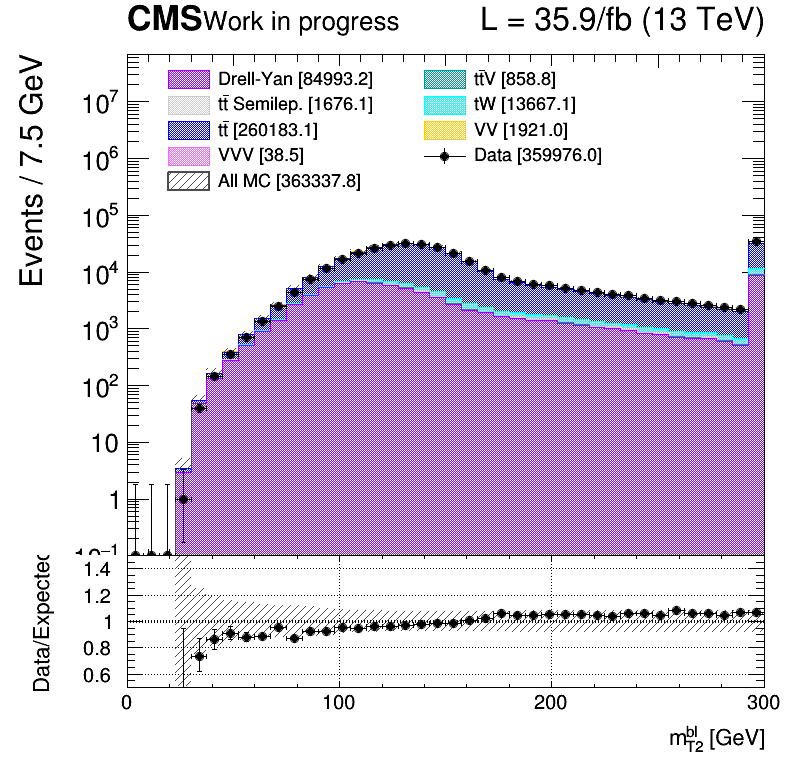 CMS Work in progress L = 35.9/fb (13 TeV)
Events / 7.5 GeV
Drell-Yan [84993.2]
tt̄ Semilep. [1676.1]
tt̄ [260183.1]
VVV [38.5]
All MC [363337.8]
tt̄V [858.8]
tW [13667.1]
VV [1921.0]
Data [359976.0]
10⁷
10⁶
10⁵
10⁴
10³
10²
10
1
10⁻¹
Data/Expected
1.4
1.2
1
0.8
0.6
0 100 200 300
m_{T2}^{bl} [GeV]